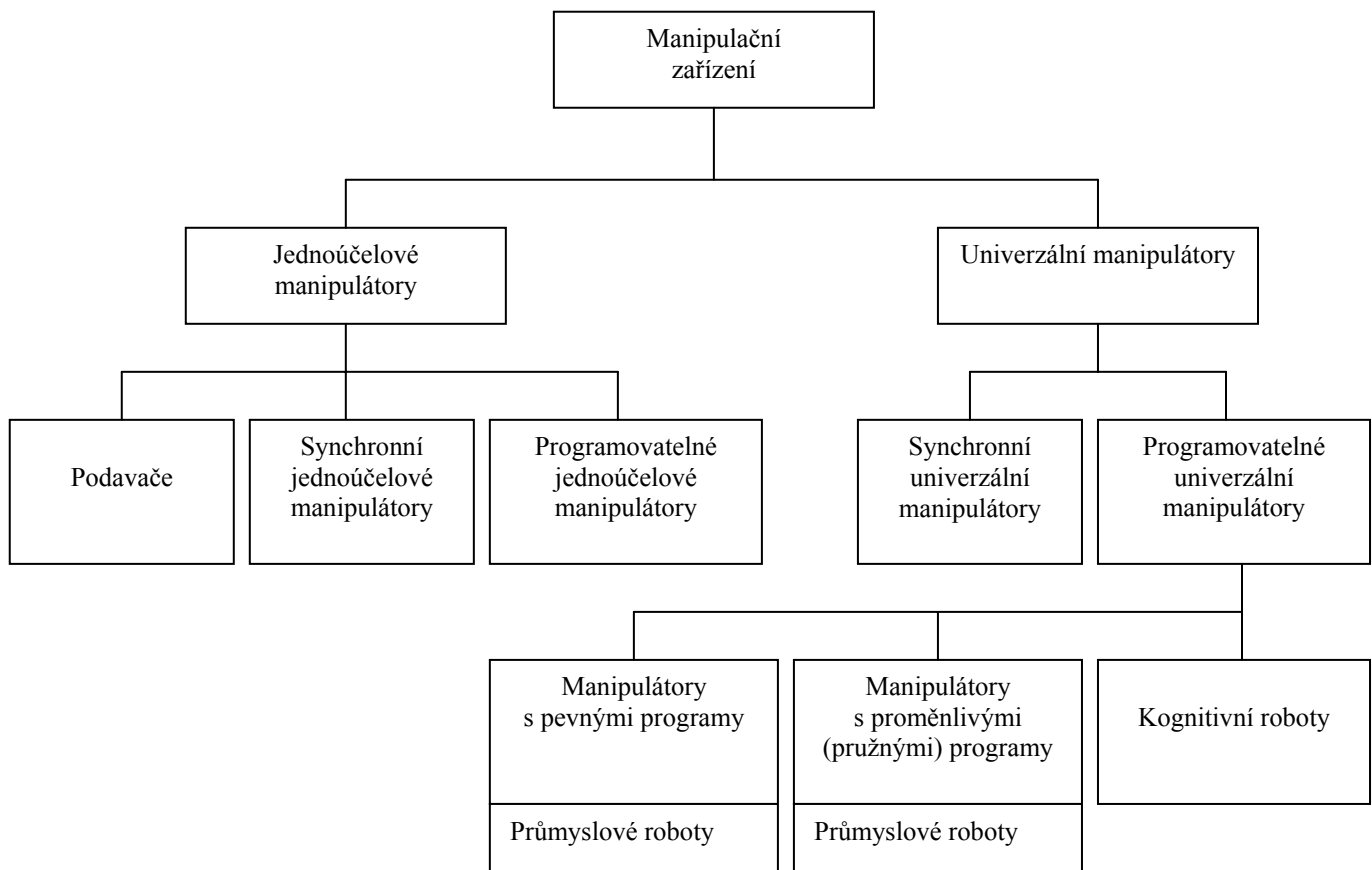 Manipulační
zařízení
Jednoúčelové
manipulátory
Univerzální manipulátory
Podavače
Synchronní
jednoúčelové
manipulátory
Programovatelné
jednoúčelové
manipulátory
Synchronní
univerzální
manipulátory
Programovatelné
univerzální
manipulátory
Manipulátory
s pevnými programy
Průmyslové roboty
Manipulátory
s proměnlivými
(pružnými) programy
Průmyslové roboty
Kognitivní roboty